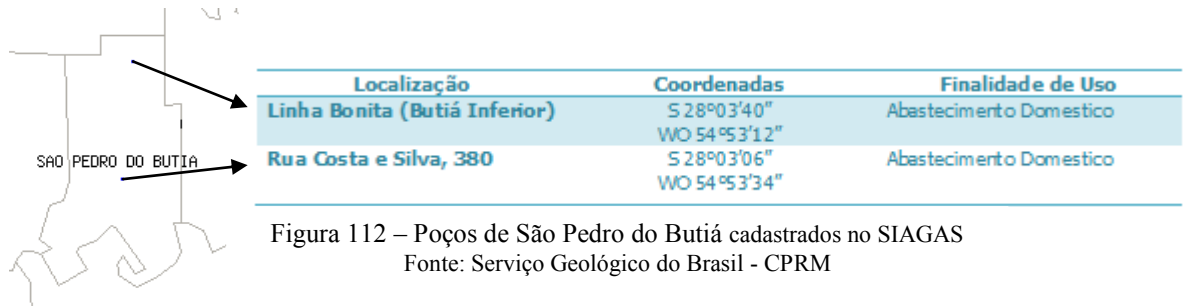 SAO PEDRO DO BUTIA
Localização Coordenadas Finalidade de Uso
Linha Bonita (Butiá Inferior) S 28º03'40" Abastecimento Domestico
WO 54º53'12"
Rua Costa e Silva, 380 S 28º03'06" Abastecimento Domestico
WO 54º53'34"
Figura 112 – Poços de São Pedro do Butiá cadastrados no SIAGAS
Fonte: Serviço Geológico do Brasil - CPRM